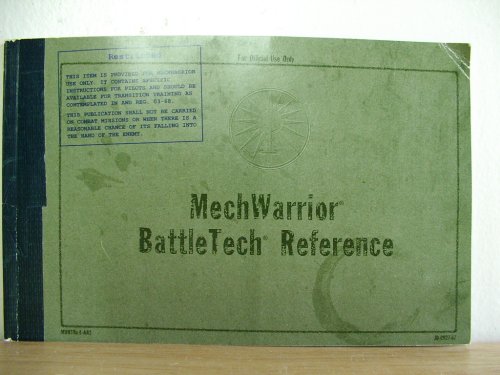 Restricted
For Official Use Only
THIS ITEM IS PROVIDED FOR MECHWARRIOR
USE ONLY. IT CONTAINS SPECIFIC
INSTRUCTIONS FOR PILOTS AND SHOULD BE
AVAILABLE FOR TRANSITION TRAINING AS
CONTEMPLATED IN AWD REG. 03-68.
THIS PUBLICATION SHALL NOT BE CARRIED
ON COMBAT MISSIONS OR WHEN THERE IS A
REASONABLE CHANCE OF ITS FALLING INTO
THE HAND OF THE ENEMY.
MechWarrior®
BattleTech® Reference